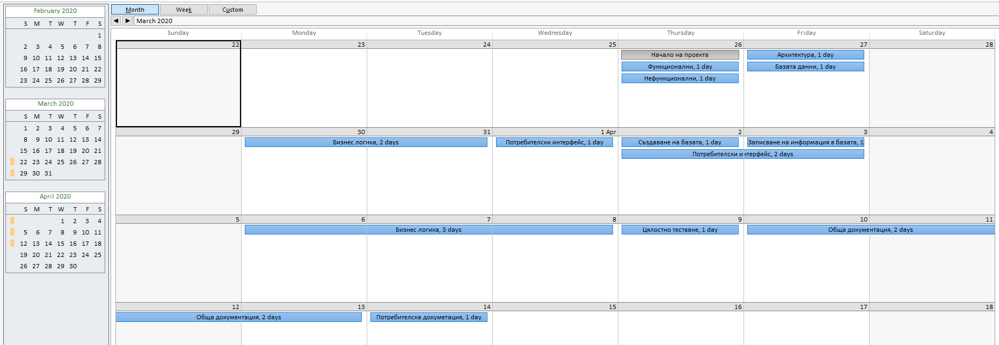 February 2020
S M T W T F S
1
2 3 4 5 6 7 8
9 10 11 12 13 14 15
16 17 18 19 20 21 22
23 24 25 26 27 28 29
March 2020
S M T W T F S
1 2 3 4 5 6 7
8 9 10 11 12 13 14
15 16 17 18 19 20 21
22 23 24 25 26 27 28
29 30 31
April 2020
S M T W T F S
1 2 3 4
5 6 7 8 9 10 11
12 13 14 15 16 17 18
19 20 21 22 23 24 25
26 27 28 29 30
Month Week Custom
March 2020
Sunday Monday Tuesday Wednesday Thursday Friday Saturday
22 23 24 25 26 27 28
Начало на проекта Архитектура, 1 day
Функционални, 1 day Базата данни, 1 day
Нефункционални, 1 day
29 30 31 1 Apr 2 3 4
Бизнес логика, 2 days Потребителски интерфейс, 1 day Създаване на базата, 1 day Записване на информация в базата, 1
Потребителски интерфейс, 2 days
5 6 7 8 9 10 11
Бизнес логика, 3 days Цялостно тестване, 1 day Обща документация, 2 days
12 13 14 15 16 17 18
Обща документация, 2 days Потребителска докуметация, 1 day